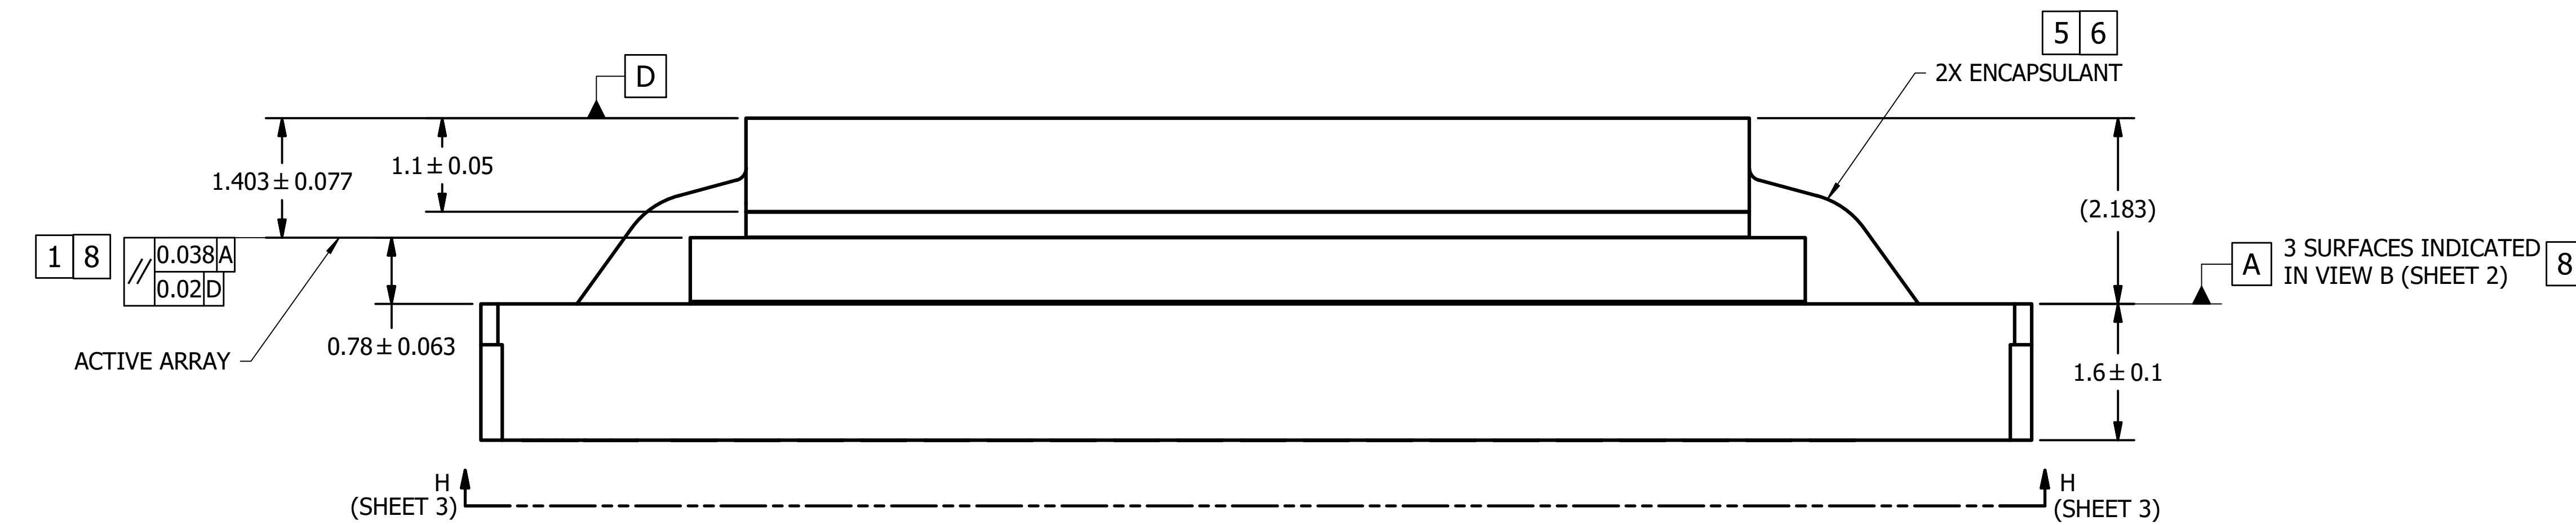 5 6
2X ENCAPSULANT
D
1.1 ± 0.05
1.403 ± 0.077
(2.183)
1 8
// 0.038 A
0.02 D
A
3 SURFACES INDICATED
IN VIEW B (SHEET 2)
8
0.78 ± 0.063
ACTIVE ARRAY
1.6 ± 0.1
H
(SHEET 3)
H
(SHEET 3)